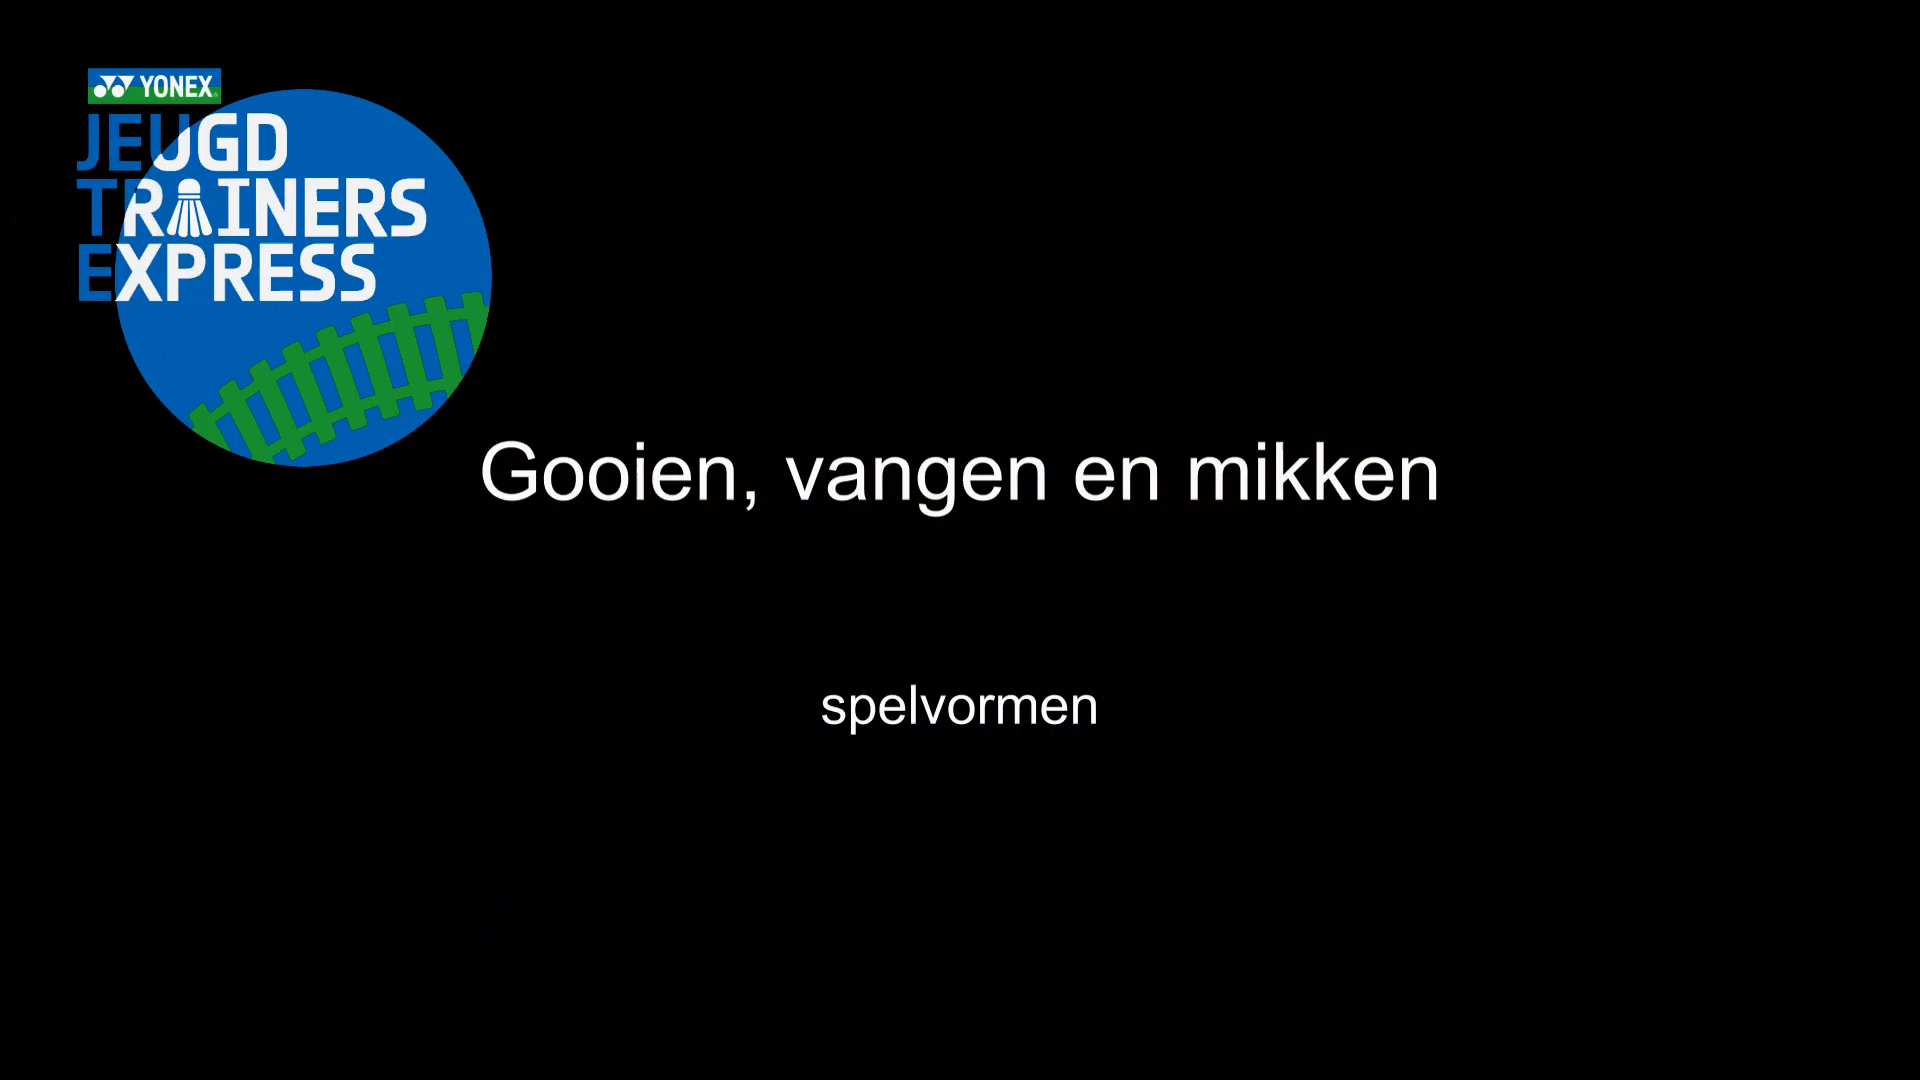 YONEX
JEUGD
TRAINERS
EXPRESS
Gooien, vangen en mikken
spelvormen